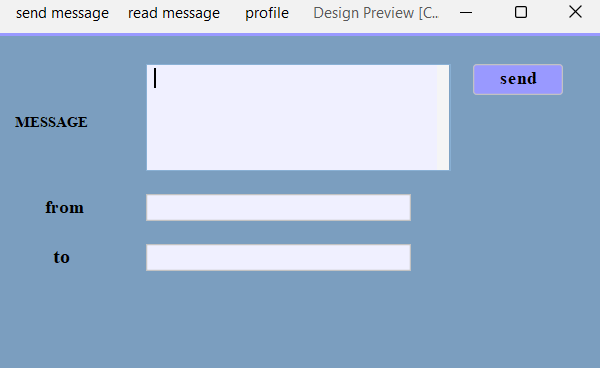 send message read message profile Design Preview [C..
send
MESSAGE
from
to